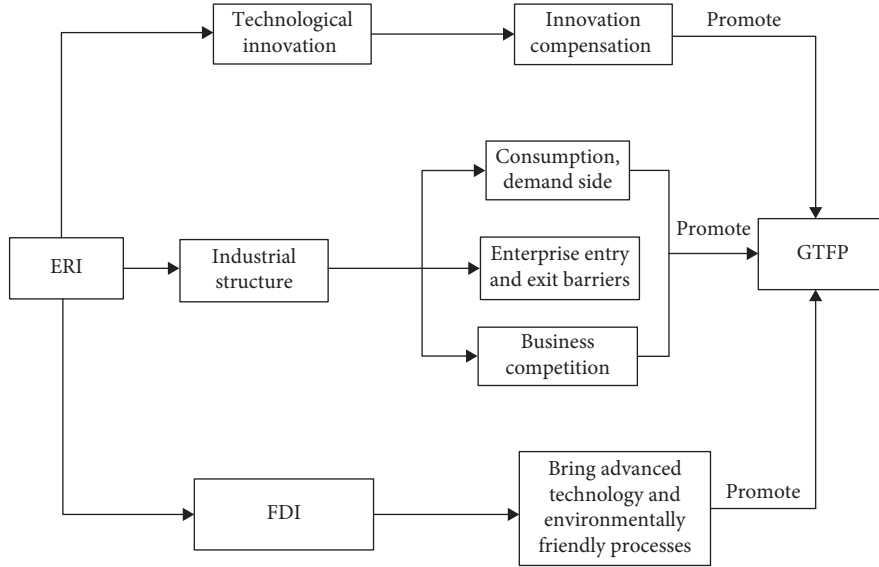 Technological
innovation
Innovation
compensation
Promote
Consumption,
demand side
ERI
Industrial
structure
Enterprise entry
and exit barriers
Promote
GTFP
Business
competition
FDI
Bring advanced
technology and
environmentally
friendly processes
Promote